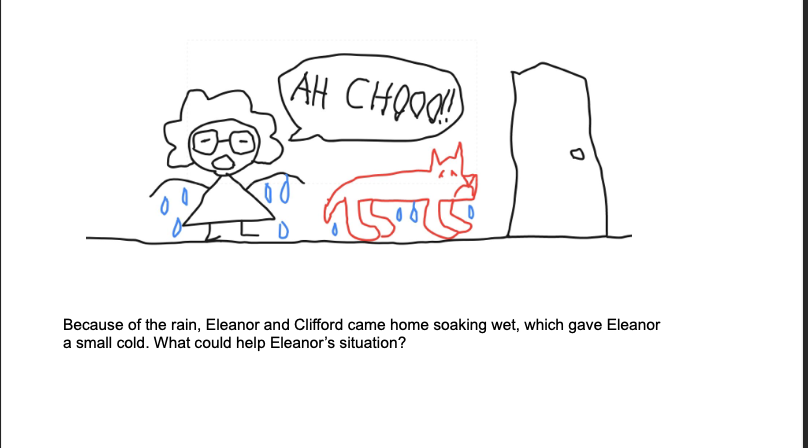 AH CHOOO!!
Because of the rain, Eleanor and Clifford came home soaking wet, which gave Eleanor
a small cold. What could help Eleanor’s situation?